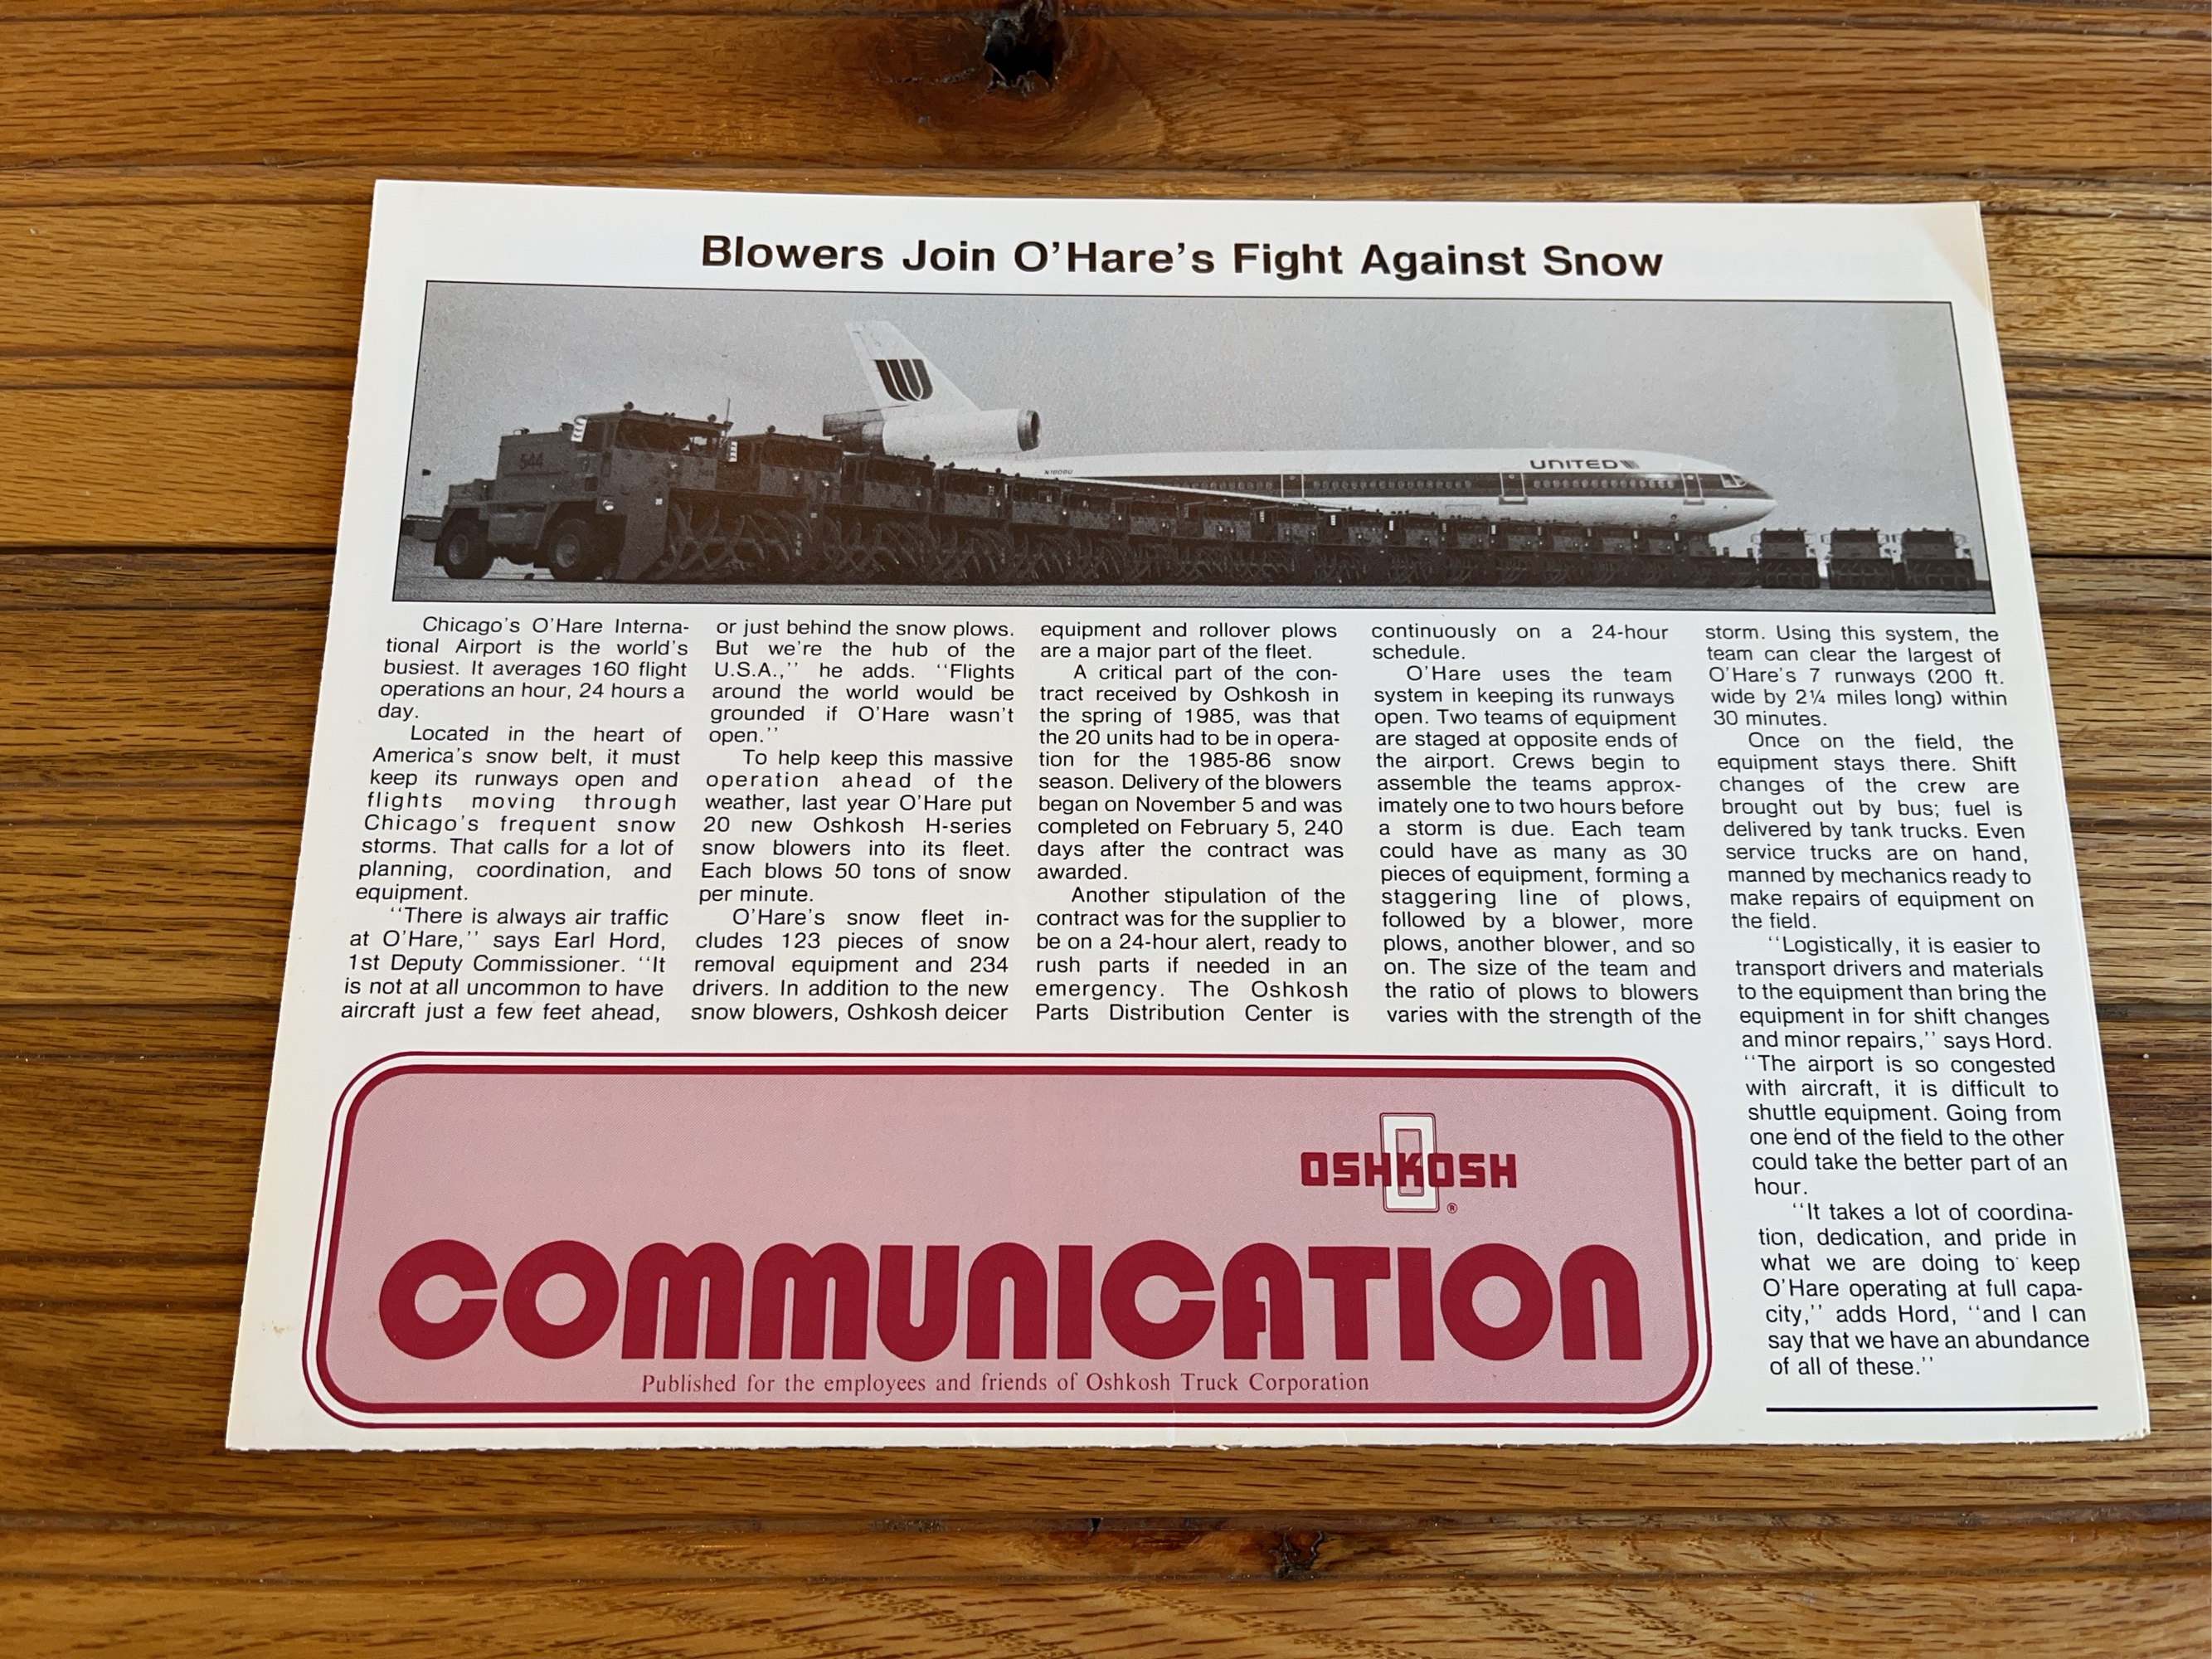 Blowers Join O'Hare's Fight Against Snow
544
UNITED
N1809U
Chicago's O'Hare Interna-
tional Airport is the world's
busiest. It averages 160 flight
operations an hour, 24 hours a
day.
Located in the heart of
America's snow belt, it must
keep its runways open and
flights moving through
Chicago's frequent snow
storms. That calls for a lot of
planning, coordination, and
equipment.
''There is always air traffic
at O'Hare,'' says Earl Hord,
1st Deputy Commissioner. ''It
is not at all uncommon to have
aircraft just a few feet ahead,
or just behind the snow plows.
But we're the hub of the
U.S.A.,'' he adds. ''Flights
around the world would be
grounded if O'Hare wasn't
open.''
To help keep this massive
operation ahead of the
weather, last year O'Hare put
20 new Oshkosh H-series
snow blowers into its fleet.
Each blows 50 tons of snow
per minute.
O'Hare's snow fleet in-
cludes 123 pieces of snow
removal equipment and 234
drivers. In addition to the new
snow blowers, Oshkosh deicer
equipment and rollover plows
are a major part of the fleet.
A critical part of the con-
tract received by Oshkosh in
the spring of 1985, was that
the 20 units had to be in opera-
tion for the 1985-86 snow
season. Delivery of the blowers
began on November 5 and was
completed on February 5, 240
days after the contract was
awarded.
Another stipulation of the
contract was for the supplier to
be on a 24-hour alert, ready to
rush parts if needed in an
emergency. The Oshkosh
Parts Distribution Center is
continuously on a 24-hour
schedule.
O'Hare uses the team
system in keeping its runways
open. Two teams of equipment
are staged at opposite ends of
the airport. Crews begin to
assemble the teams approx-
imately one to two hours before
a storm is due. Each team
could have as many as 30
pieces of equipment, forming a
staggering line of plows,
followed by a blower, more
plows, another blower, and so
on. The size of the team and
the ratio of plows to blowers
varies with the strength of the
storm. Using this system, the
team can clear the largest of
O'Hare's 7 runways (200 ft.
wide by 2¼ miles long) within
30 minutes.
Once on the field, the
equipment stays there. Shift
changes of the crew are
brought out by bus; fuel is
delivered by tank trucks. Even
service trucks are on hand,
manned by mechanics ready to
make repairs of equipment on
the field.
''Logistically, it is easier to
transport drivers and materials
to the equipment than bring the
equipment in for shift changes
and minor repairs,'' says Hord.
''The airport is so congested
with aircraft, it is difficult to
shuttle equipment. Going from
one end of the field to the other
could take the better part of an
hour.
''It takes a lot of coordina-
tion, dedication, and pride in
what we are doing to keep
O'Hare operating at full capa-
city,'' adds Hord, ''and I can
say that we have an abundance
of all of these.''
OSHKOSH
®
COMMUNICATION
Published for the employees and friends of Oshkosh Truck Corporation